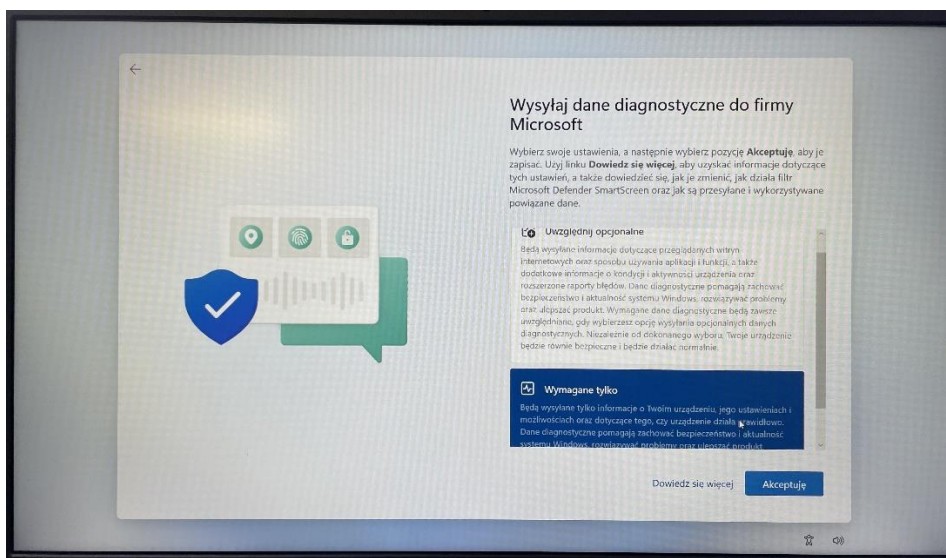 Wysyłaj dane diagnostyczne do firmy
Microsoft
Wybierz swoje ustawienia, a następnie wybierz pozycję Akceptuję, aby je
zapisać. Użyj linku Dowiedz się więcej, aby uzyskać informacje dotyczące
tych ustawień, a także dowiedzieć się, jak je zmienić, jak działa filtr
Microsoft Defender SmartScreen oraz jak są przesyłane i wykorzystywane
powiązane dane.
Uwzględnij opcjonalne
Będą wysyłane informacje dotyczące przeglądanych witryn
internetowych oraz sposobu używania aplikacji i funkcji, a także
dodatkowe informacje o kondycji i aktywności urządzenia oraz
rozszerzone raporty błędów. Dane diagnostyczne pomagają zachować
bezpieczeństwo i aktualność systemu Windows, rozwiązywać problemy
oraz ulepszać produkt. Wymagane dane diagnostyczne będą zawsze
uwzględniane, gdy wybierzesz opcję wysyłania opcjonalnych danych
diagnostycznych. Niezależnie od dokonanego wyboru, Twoje urządzenie
będzie równie bezpieczne i będzie działać normalnie.
Wymagane tylko
Będą wysyłane tylko informacje o Twoim urządzeniu, jego ustawieniach i
możliwościach oraz dotyczące tego, czy urządzenie działa prawidłowo.
Dane diagnostyczne pomagają zachować bezpieczeństwo i aktualność
systemu Windows, rozwiązywać problemy oraz ulepszać produkt.
Dowiedz się więcej
Akceptuję